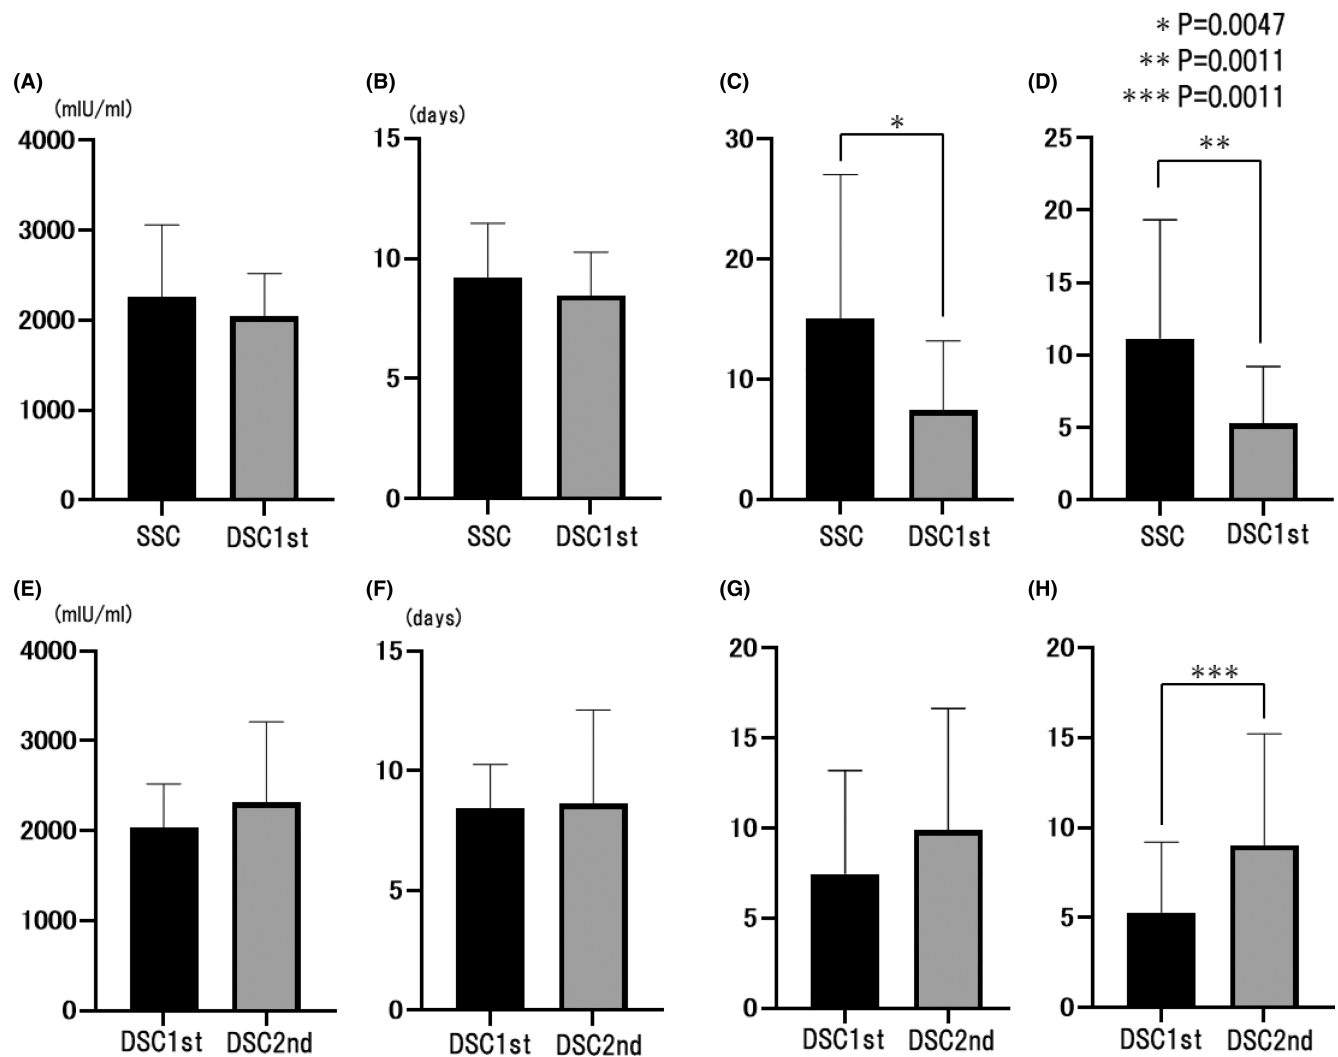 * P=0.0047
** P=0.0011
*** P=0.0011
(A)
(mIU/ml)
4000
3000
2000
1000
0
SSC DSC1st
(B)
(days)
15
10
5
0
SSC DSC1st
(C)
30
20
10
0
*
SSC DSC1st
(D)
25
20
15
10
5
0
**
SSC DSC1st
(E)
(mIU/ml)
4000
3000
2000
1000
0
DSC1st DSC2nd
(F)
(days)
15
10
5
0
DSC1st DSC2nd
(G)
20
15
10
5
0
DSC1st DSC2nd
(H)
20
15
10
5
0
***
DSC1st DSC2nd